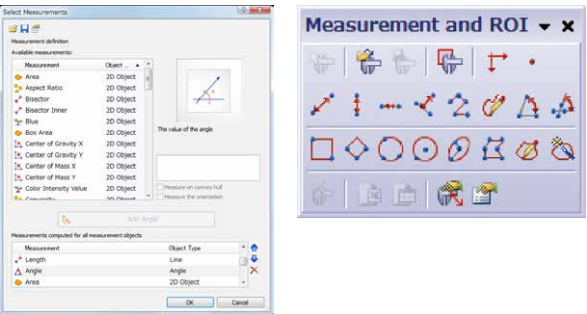 Select Measurements
Measurement definition
Available measurements:
Measurement Object ...
Area 2D Object
Aspect Ratio 2D Object
Bisector 2D Object
Bisector Inner 2D Object
Blue 2D Object
Box Area 2D Object
Center of Gravity X 2D Object
Center of Gravity Y 2D Object
Center of Mass X 2D Object
Center of Mass Y 2D Object
Color Intensity Value 2D Object
Convexity 2D Object
The value of the angle
Measure on convex hull
Measure the orientation
Add Angle
Measurements computed for all measurement objects
Measurement Object Type
Length Line
Angle Angle
Area 2D Object
OK Cancel
Measurement and ROI